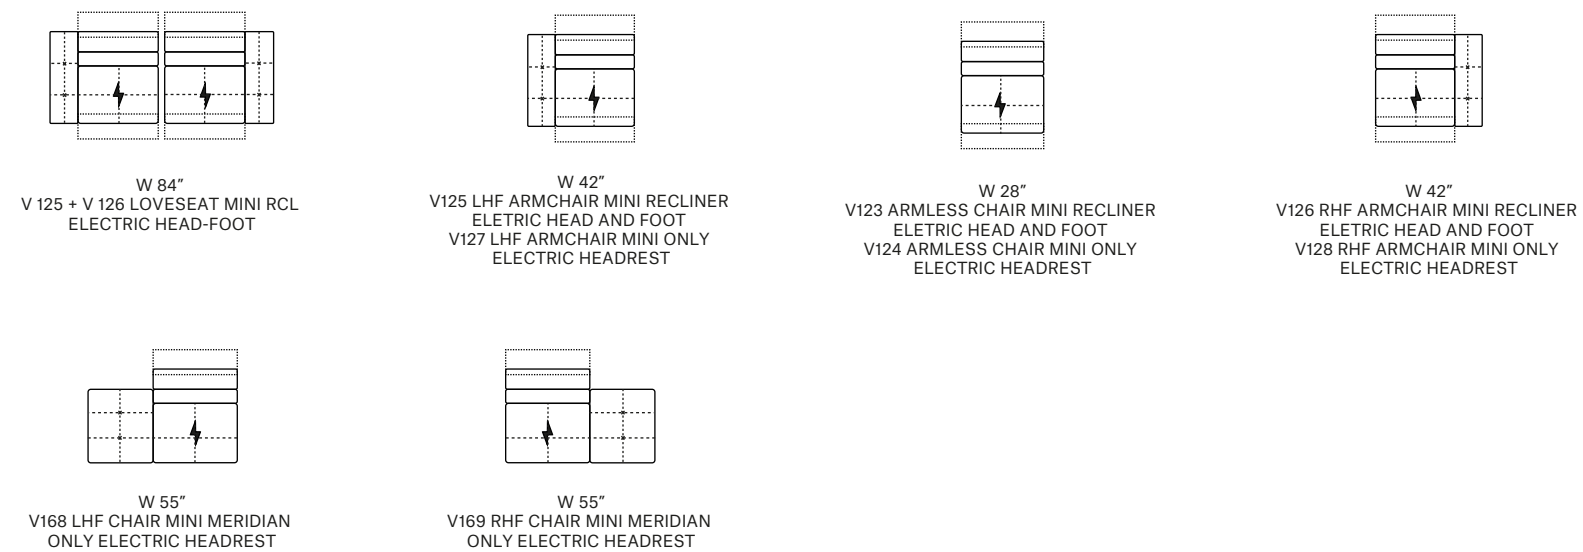 W 84”
V 125 + V 126 LOVESEAT MINI RCL
ELECTRIC HEAD-FOOT
W 42”
V125 LHF ARMCHAIR MINI RECLINER
ELETRIC HEAD AND FOOT
V127 LHF ARMCHAIR MINI ONLY
ELECTRIC HEADREST
W 28”
V123 ARMLESS CHAIR MINI RECLINER
ELETRIC HEAD AND FOOT
V124 ARMLESS CHAIR MINI ONLY
ELECTRIC HEADREST
W 42”
V126 RHF ARMCHAIR MINI RECLINER
ELETRIC HEAD AND FOOT
V128 RHF ARMCHAIR MINI ONLY
ELECTRIC HEADREST
W 55”
V168 LHF CHAIR MINI MERIDIAN
ONLY ELECTRIC HEADREST
W 55”
V169 RHF CHAIR MINI MERIDIAN
ONLY ELECTRIC HEADREST